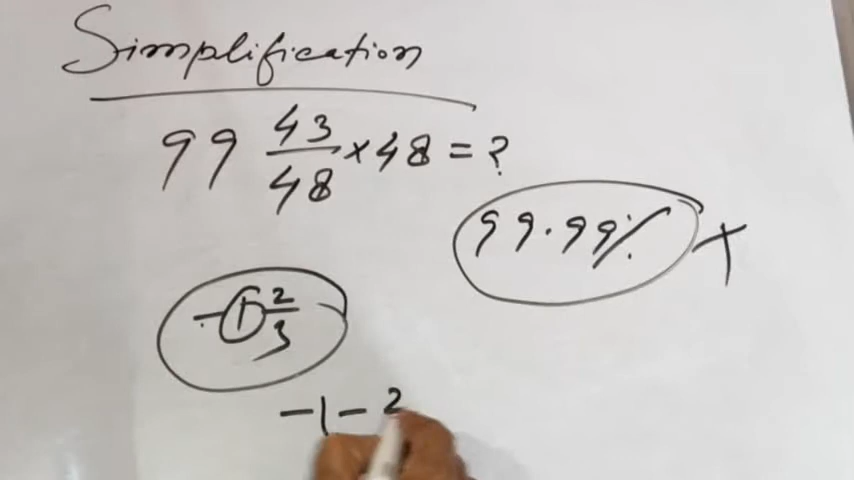 Simplification
99 43/48 × 48 = ?
99.99% ×
-1 2/3
-1 - 2